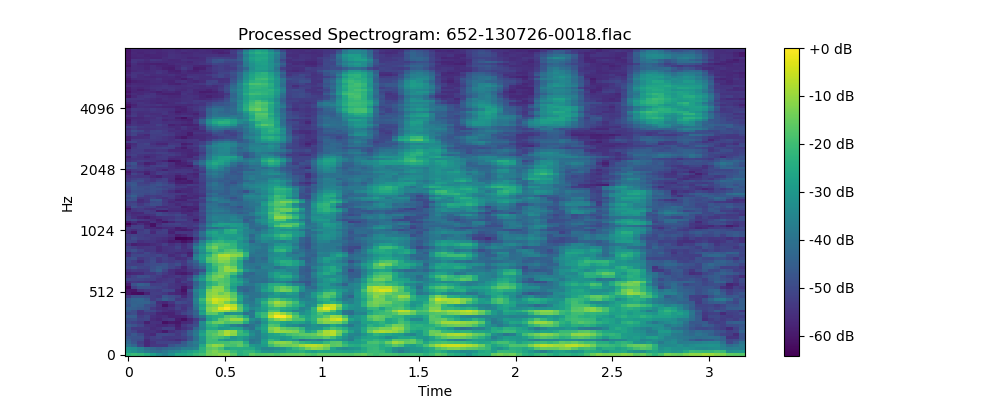 Processed Spectrogram: 652-130726-0018.flac
Hz
4096
2048
1024
512
0
0 0.5 1 1.5 2 2.5 3
Time
+0 dB
-10 dB
-20 dB
-30 dB
-40 dB
-50 dB
-60 dB